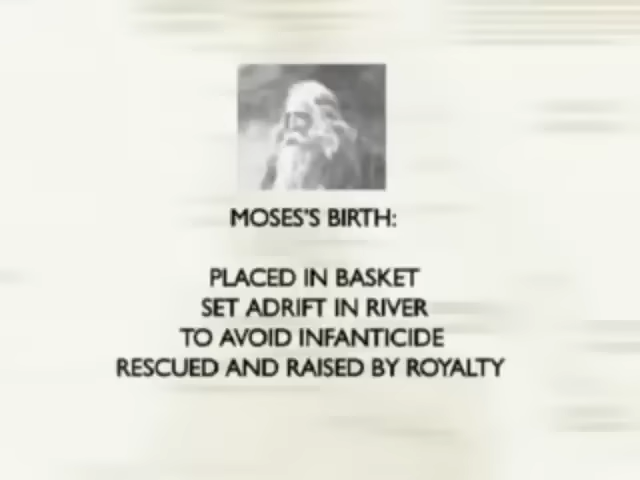 MOSES'S BIRTH:
PLACED IN BASKET
SET ADRIFT IN RIVER
TO AVOID INFANTICIDE
RESCUED AND RAISED BY ROYALTY